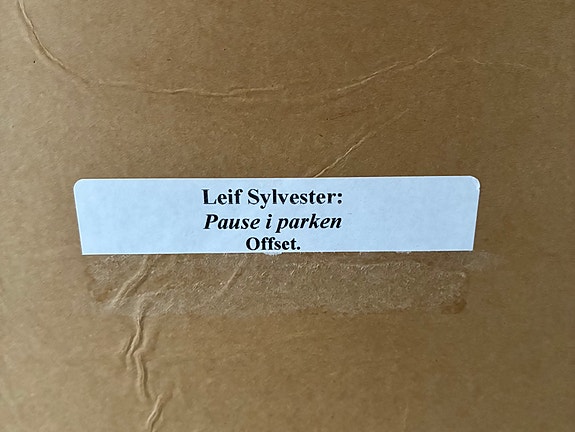 Leif Sylvester:
Pause i parken
Offset.